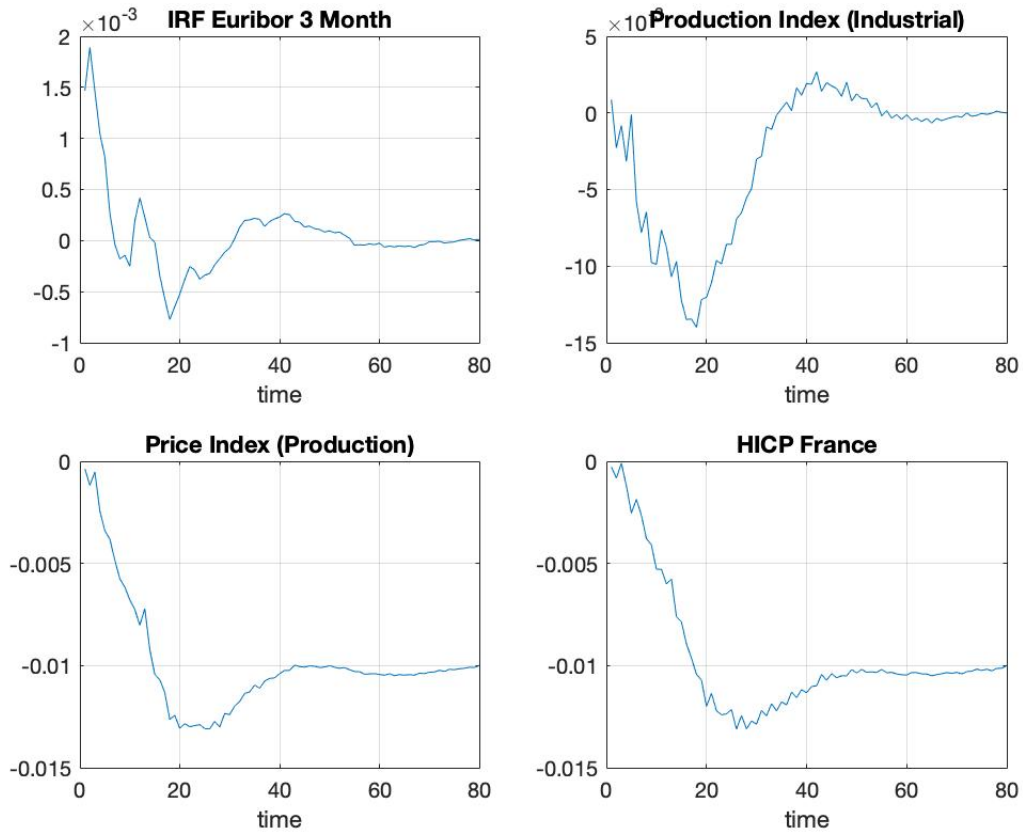 IRF Euribor 3 Month
×10⁻³
2
1.5
1
0.5
0
-0.5
-1
0 20 40 60 80
time
Production Index (Industrial)
5 ×10
0
-5
-10
-15
0 20 40 60 80
time
Price Index (Production)
0
-0.005
-0.01
-0.015
0 20 40 60 80
time
HICP France
0
-0.005
-0.01
-0.015
0 20 40 60 80
time